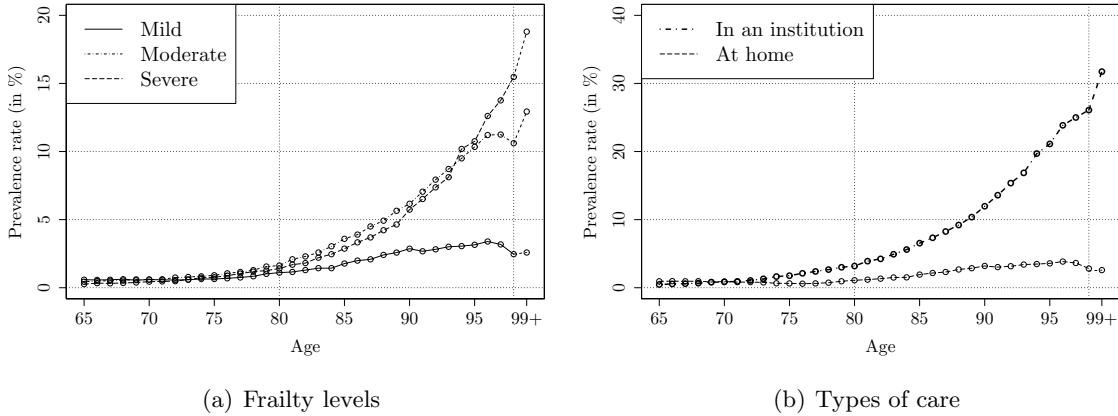 Prevalence rate (in %)
20
15
10
5
0
Mild
Moderate
Severe
65 70 75 80 85 90 95 99+
Age
(a) Frailty levels
Prevalence rate (in %)
40
30
20
10
0
In an institution
At home
65 70 75 80 85 90 95 99+
Age
(b) Types of care